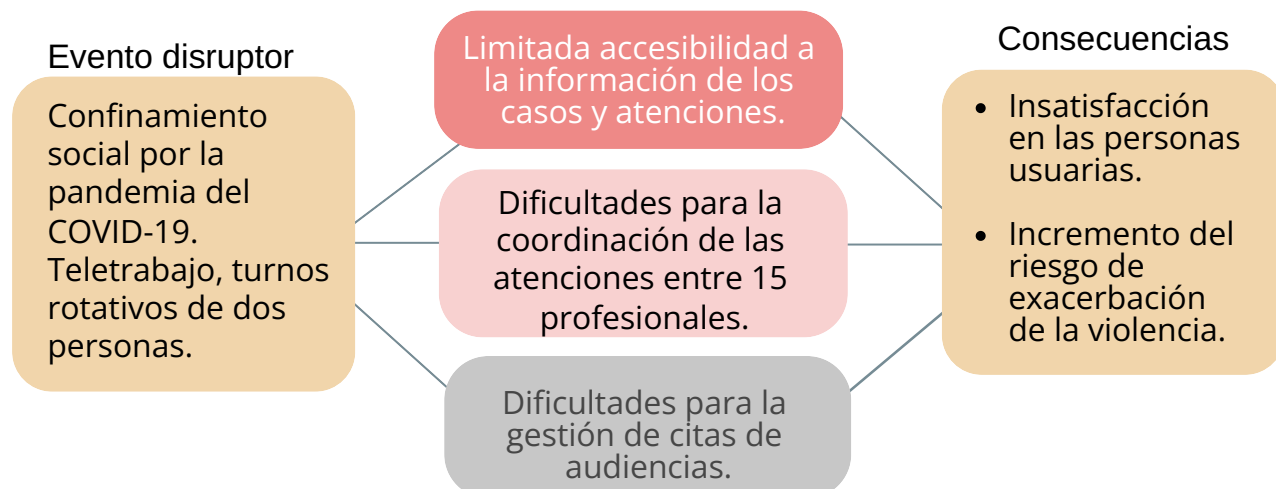 Evento disruptor
Confinamiento
social por la
pandemia del
COVID-19.
Teletrabajo, turnos
rotativos de dos
personas.
Limitada accesibilidad a
la información de los
casos y atenciones.
Dificultades para la
coordinación de las
atenciones entre 15
profesionales.
Dificultades para la
gestión de citas de
audiencias.
Consecuencias
• Insatisfacción
en las personas
usuarias.
• Incremento del
riesgo de
exacerbación
de la violencia.